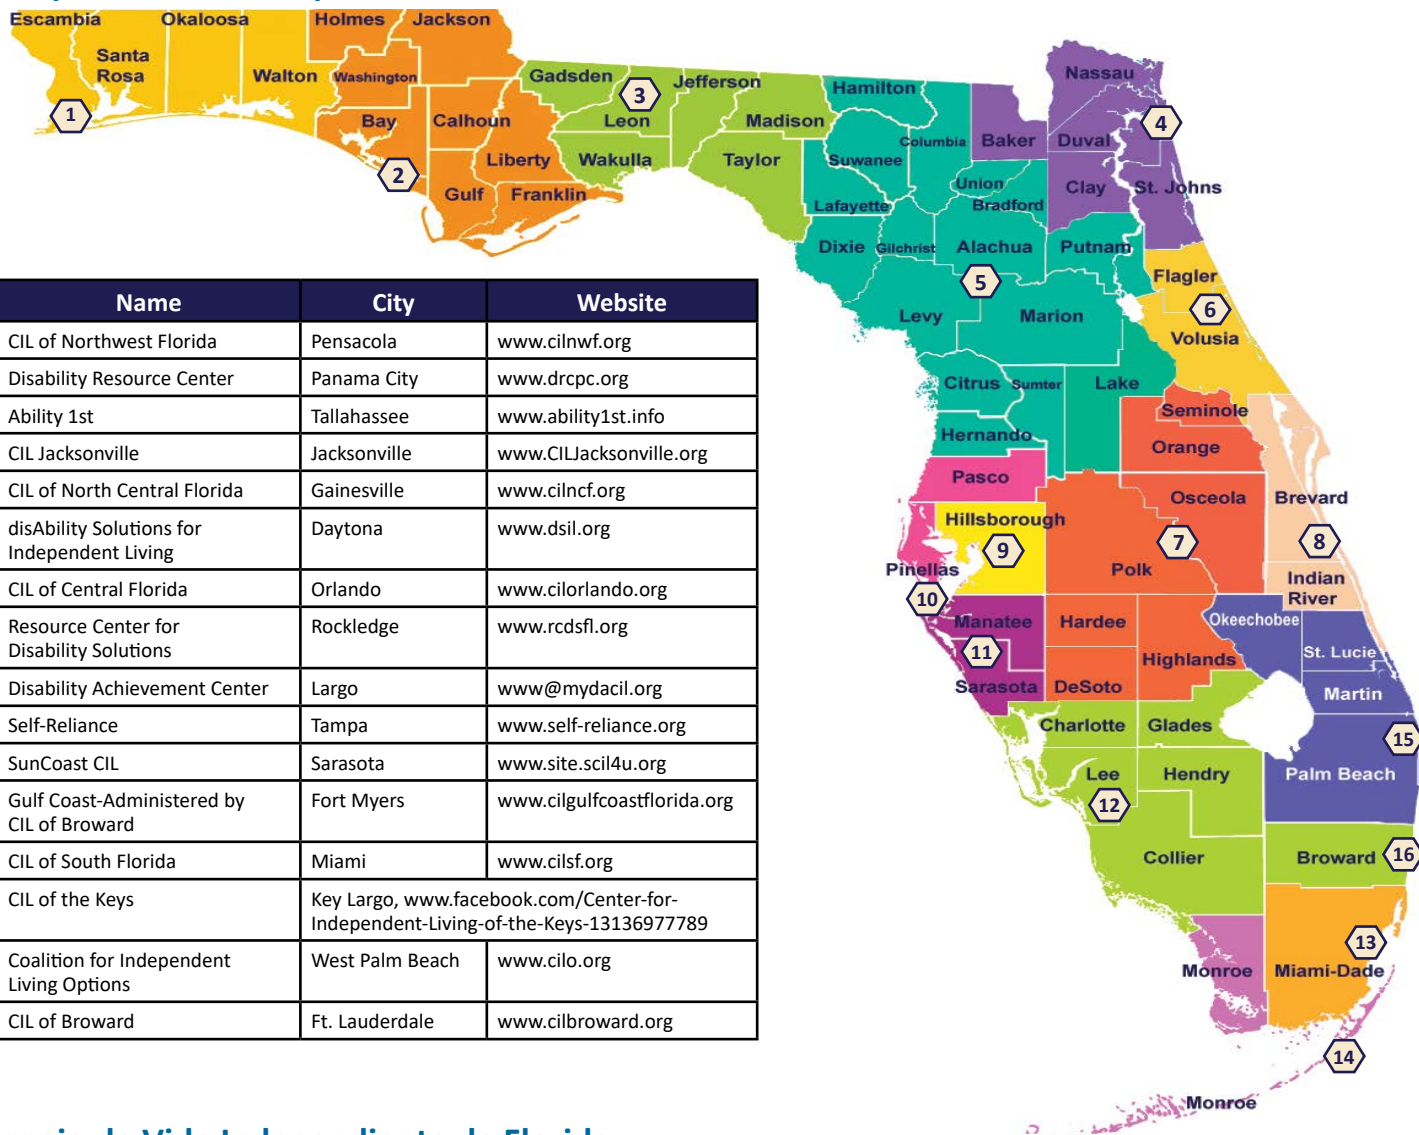 Escambia
Okaloosa
Holmes
Jackson
Santa
Rosa
Walton
Washington
1
Bay
Calhoun
Liberty
2
Gulf
Franklin
Gadsden
3
Jefferson
Leon
Madison
Wakulla
Taylor
Hamilton
Suwanee
Columbia
Baker
Nassau
4
Duval
Union
Clay
St. Johns
Lafayette
Bradford
Dixie
Gilchrist
Alachua
Putnam
5
Flagler
Levy
Marion
6
Volusia
Citrus
Sumter
Lake
Seminole
Hernando
Orange
Pasco
Osceola
Brevard
Hillsborough
9
7
8
Pinellas
Polk
Indian
River
10
Manatee
Hardee
Okeechobee
11
Highlands
St. Lucie
Sarasota
DeSoto
Martin
Charlotte
Glades
15
Lee
Hendry
Palm Beach
12
Collier
Broward
16
13
Monroe
Miami-Dade
14
Monroe
Name City Website
CIL of Northwest Florida Pensacola www.cilnwf.org
Disability Resource Center Panama City www.drcpc.org
Ability 1st Tallahassee www.ability1st.info
CIL Jacksonville Jacksonville www.CILJacksonville.org
CIL of North Central Florida Gainesville www.cilncf.org
disAbility Solutions for Daytona www.dsil.org
Independent Living
CIL of Central Florida Orlando www.cilorlando.org
Resource Center for Rockledge www.rcdsfl.org
Disability Solutions
Disability Achievement Center Largo www@mydacil.org
Self-Reliance Tampa www.self-reliance.org
SunCoast CIL Sarasota www.site.scil4u.org
Gulf Coast-Administered by Fort Myers www.cilgulfcoastflorida.org
CIL of Broward
CIL of South Florida Miami www.cilsf.org
CIL of the Keys Key Largo, www.facebook.com/Center-for-
Independent-Living-of-the-Keys-13136977789
Coalition for Independent West Palm Beach www.cilo.org
Living Options
CIL of Broward Ft. Lauderdale www.cilbroward.org